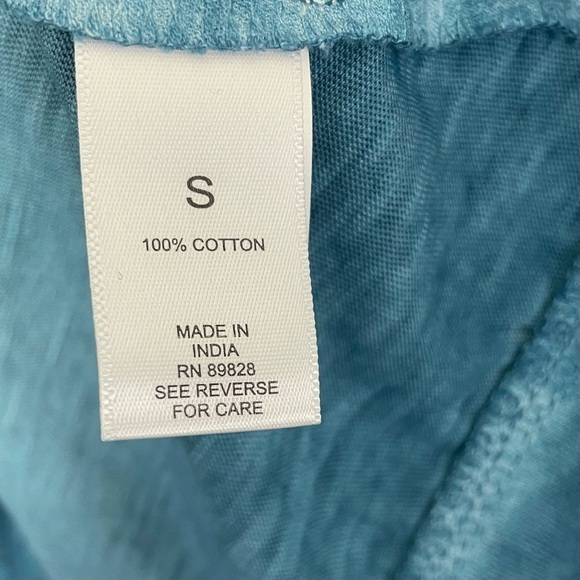 S
100% COTTON
MADE IN
INDIA
RN 89828
SEE REVERSE
FOR CARE